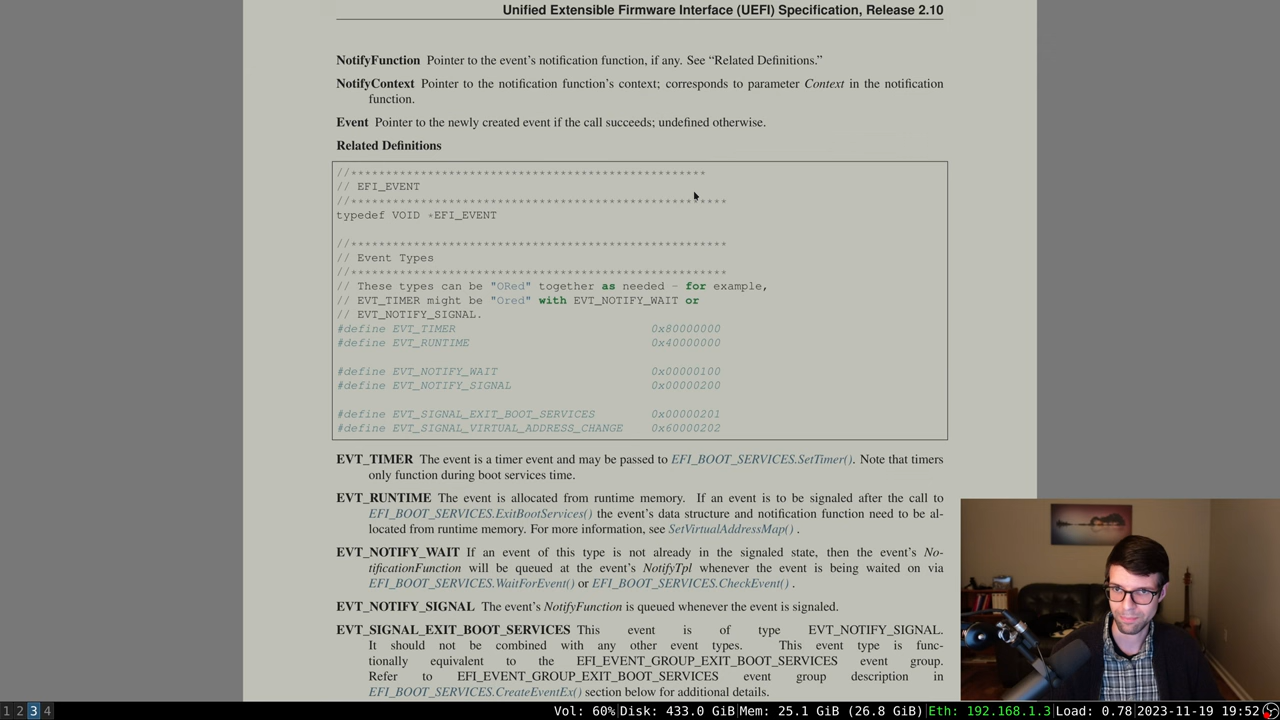 Unified Extensible Firmware Interface (UEFI) Specification, Release 2.10
NotifyFunction Pointer to the event's notification function, if any. See “Related Definitions.”
NotifyContext Pointer to the notification function's context; corresponds to parameter Context in the notification
function.
Event Pointer to the newly created event if the call succeeds; undefined otherwise.
Related Definitions
//***************************************************
// EFI_EVENT
//******************************************************
typedef VOID *EFI_EVENT
//******************************************************
// Event Types
//******************************************************
// These types can be "ORed" together as needed - for example,
// EVT_TIMER might be "Ored" with EVT_NOTIFY_WAIT or
// EVT_NOTIFY_SIGNAL.
#define EVT_TIMER 0x80000000
#define EVT_RUNTIME 0x40000000
#define EVT_NOTIFY_WAIT 0x00000100
#define EVT_NOTIFY_SIGNAL 0x00000200
#define EVT_SIGNAL_EXIT_BOOT_SERVICES 0x00000201
#define EVT_SIGNAL_VIRTUAL_ADDRESS_CHANGE 0x60000202
EVT_TIMER The event is a timer event and may be passed to EFI_BOOT_SERVICES.SetTimer(). Note that timers
only function during boot services time.
EVT_RUNTIME The event is allocated from runtime memory. If an event is to be signaled after the call to
EFI_BOOT_SERVICES.ExitBootServices() the event's data structure and notification function need to be al-
located from runtime memory. For more information, see SetVirtualAddressMap() .
EVT_NOTIFY_WAIT If an event of this type is not already in the signaled state, then the event's No-
tificationFunction will be queued at the event's NotifyTpl whenever the event is being waited on via
EFI_BOOT_SERVICES.WaitForEvent() or EFI_BOOT_SERVICES.CheckEvent() .
EVT_NOTIFY_SIGNAL The event's NotifyFunction is queued whenever the event is signaled.
EVT_SIGNAL_EXIT_BOOT_SERVICES This event is of type EVT_NOTIFY_SIGNAL.
It should not be combined with any other event types. This event type is func-
tionally equivalent to the EFI_EVENT_GROUP_EXIT_BOOT_SERVICES event group.
Refer to EFI_EVENT_GROUP_EXIT_BOOT_SERVICES event group description in
EFI_BOOT_SERVICES.CreateEventEx() section below for additional details.
1 2 3 4 Vol: 60%|Disk: 433.0 GiB|Mem: 25.1 GiB (26.8 GiB)|Eth: 192.168.1.3|Load: 0.78|2023-11-19 19:52